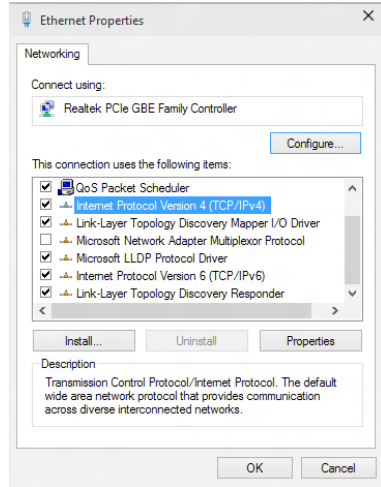 Ethernet Properties
Networking
Connect using:
Realtek PCIe GBE Family Controller
Configure...
This connection uses the following items:
QoS Packet Scheduler
Internet Protocol Version 4 (TCP/IPv4)
Link-Layer Topology Discovery Mapper I/O Driver
Microsoft Network Adapter Multiplexor Protocol
Microsoft LLDP Protocol Driver
Internet Protocol Version 6 (TCP/IPv6)
Link-Layer Topology Discovery Responder
Install... Uninstall Properties
Description
Transmission Control Protocol/Internet Protocol. The default
wide area network protocol that provides communication
across diverse interconnected networks.
OK Cancel